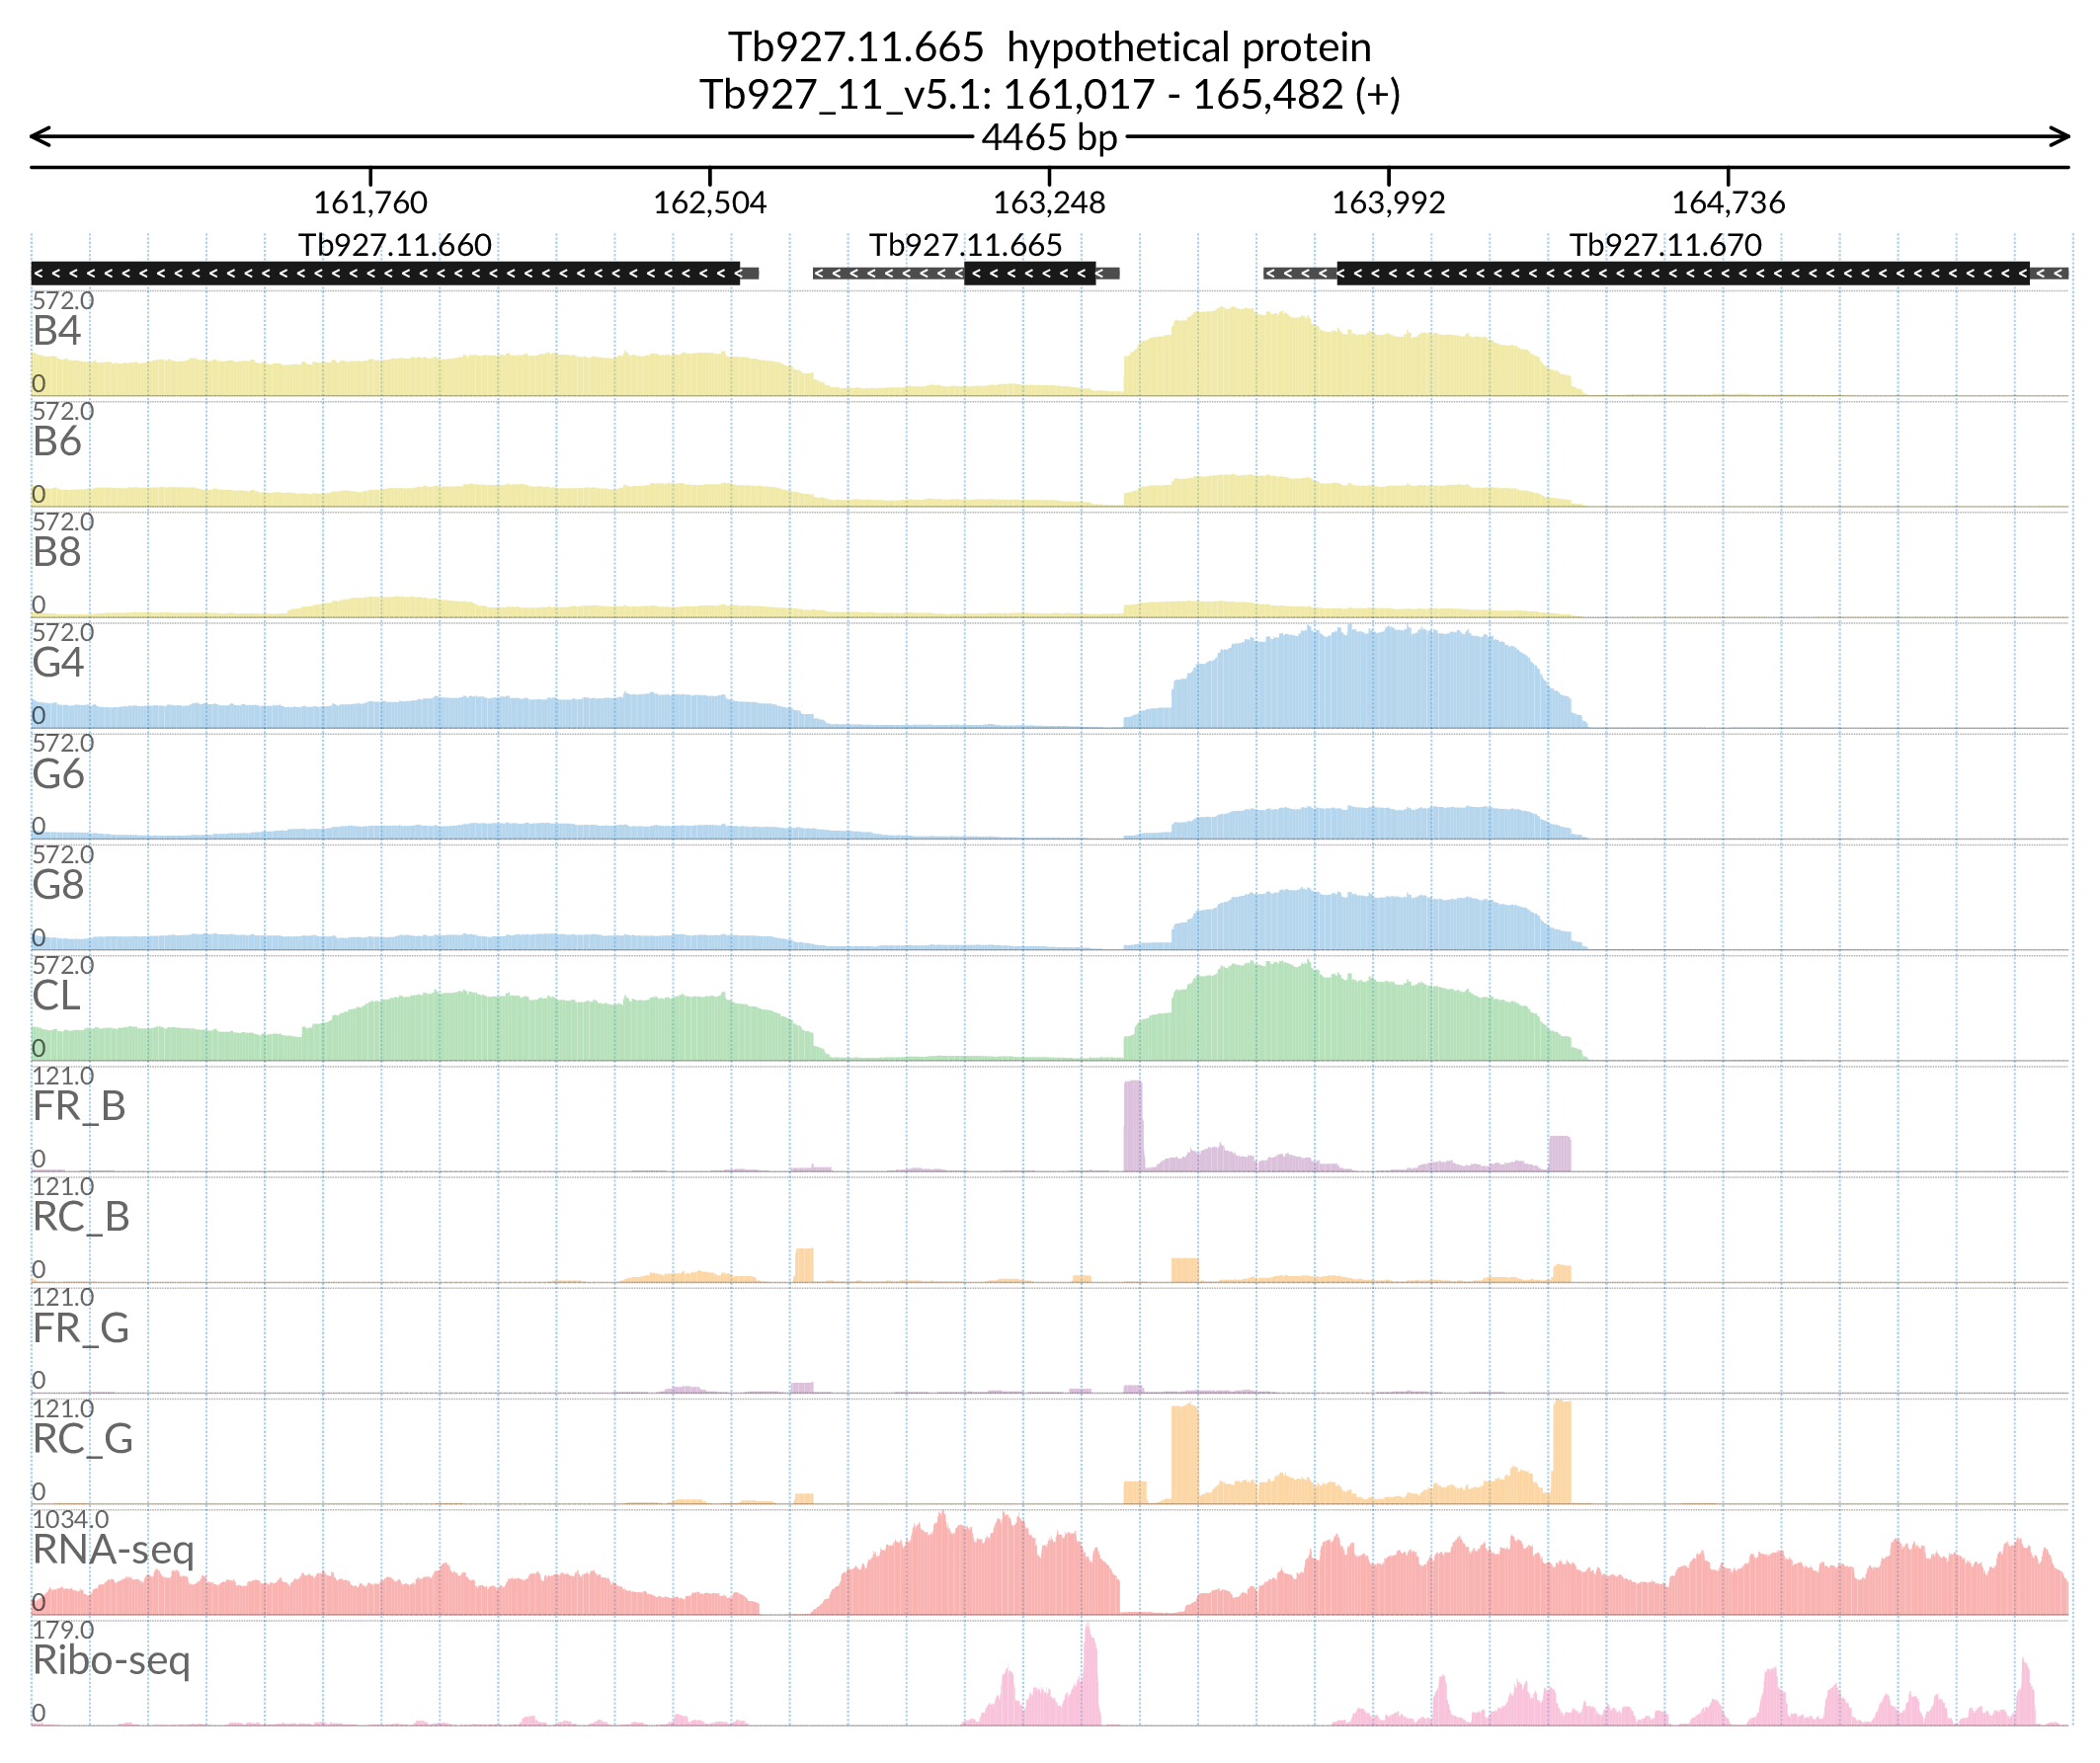 Tb927.11.665  hypothetical protein
Tb927_11_v5.1: 161,017 - 165,482 (+)
4465 bp
161,760 162,504 163,248 163,992 164,736
Tb927.11.660 Tb927.11.665 Tb927.11.670
572.0
B4
0
572.0
B6
0
572.0
B8
0
572.0
G4
0
572.0
G6
0
572.0
G8
0
572.0
CL
0
121.0
FR_B
0
121.0
RC_B
0
121.0
FR_G
0
121.0
RC_G
0
1034.0
RNA-seq
0
179.0
Ribo-seq
0